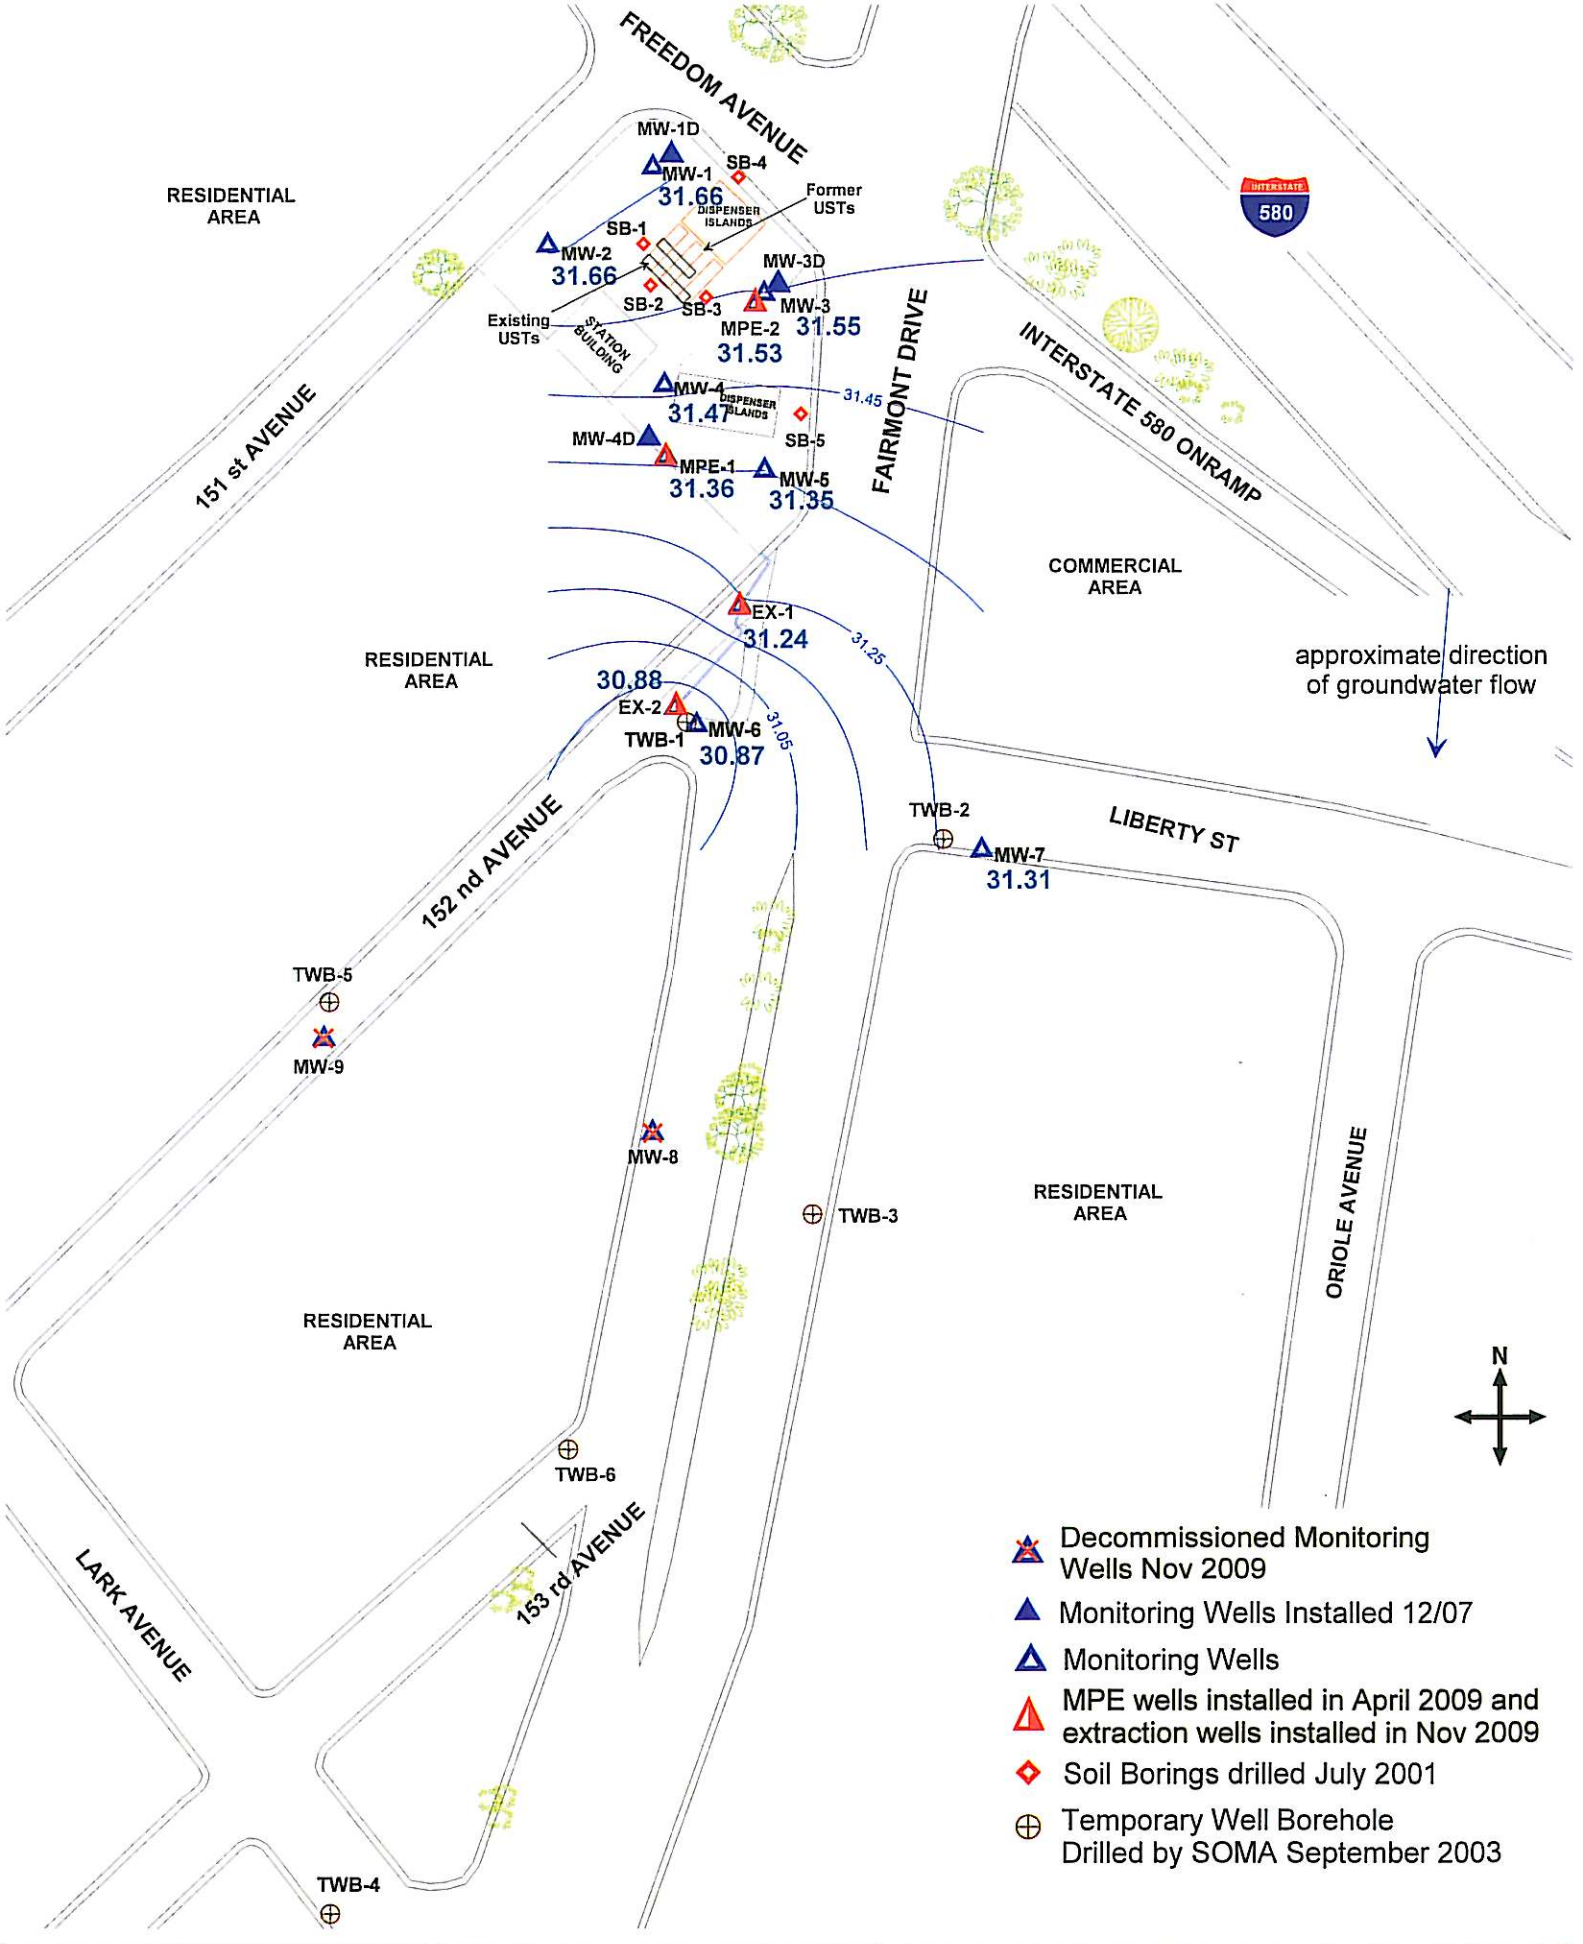 FREEDOM AVENUE
MW-1D
MW-1
31.66
SB-4
Former
USTs
DISPENSER
ISLANDS
RESIDENTIAL
AREA
INTERSTATE
580
SB-1
MW-2
31.66
SB-2
SB-3
MW-3D
MW-3
31.55
MPE-2
31.53
Existing
USTs
STATION
BUILDING
FAIRMONT DRIVE
INTERSTATE 580 ONRAMP
MW-4
31.47
DISPENSER
ISLANDS
31.45
SB-5
MW-4D
MPE-1
31.36
MW-5
31.35
151 st AVENUE
COMMERCIAL
AREA
EX-1
31.24
31.25
RESIDENTIAL
AREA
approximate direction
of groundwater flow
30.88
EX-2
TWB-1
MW-6
30.87
31.05
TWB-2
LIBERTY ST
MW-7
31.31
152 nd AVENUE
TWB-5
MW-9
MW-8
TWB-3
RESIDENTIAL
AREA
ORIOLE AVENUE
RESIDENTIAL
AREA
N
TWB-6
153 rd AVENUE
LARK AVENUE
TWB-4
Decommissioned Monitoring
Wells Nov 2009
Monitoring Wells Installed 12/07
Monitoring Wells
MPE wells installed in April 2009 and
extraction wells installed in Nov 2009
Soil Borings drilled July 2001
Temporary Well Borehole
Drilled by SOMA September 2003